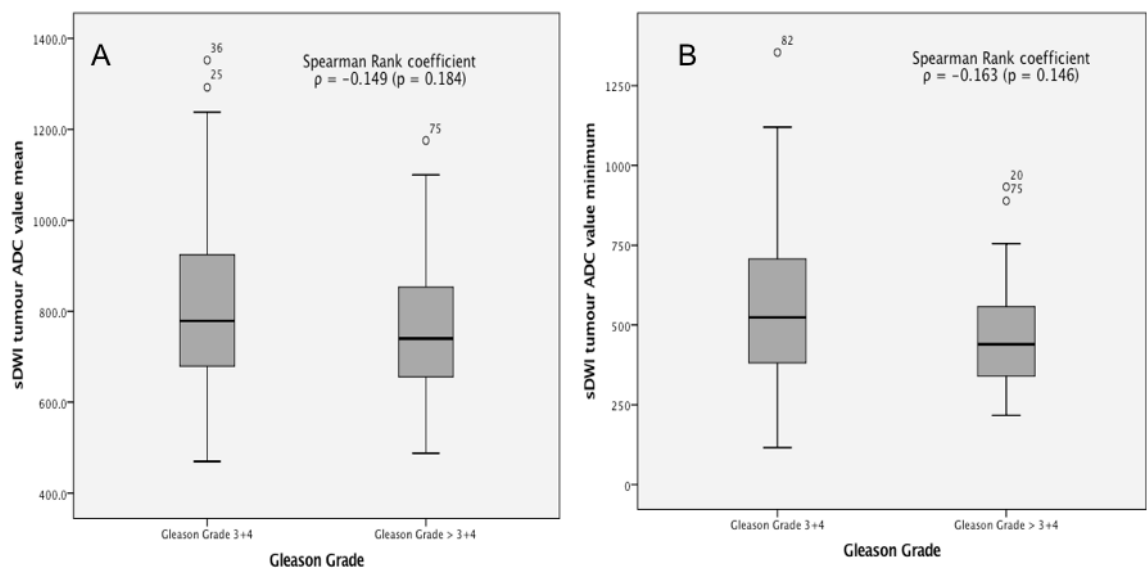 A
Spearman Rank coefficient
ρ = -0.149 (p = 0.184)
sDWI tumour ADC value mean
1400.0
1200.0
1000.0
800.0
600.0
400.0
36
25
75
Gleason Grade 3+4
Gleason Grade > 3+4
Gleason Grade
B
Spearman Rank coefficient
ρ = -0.163 (p = 0.146)
sDWI tumour ADC value minimum
1250
1000
750
500
250
0
82
20
75
Gleason Grade 3+4
Gleason Grade > 3+4
Gleason Grade